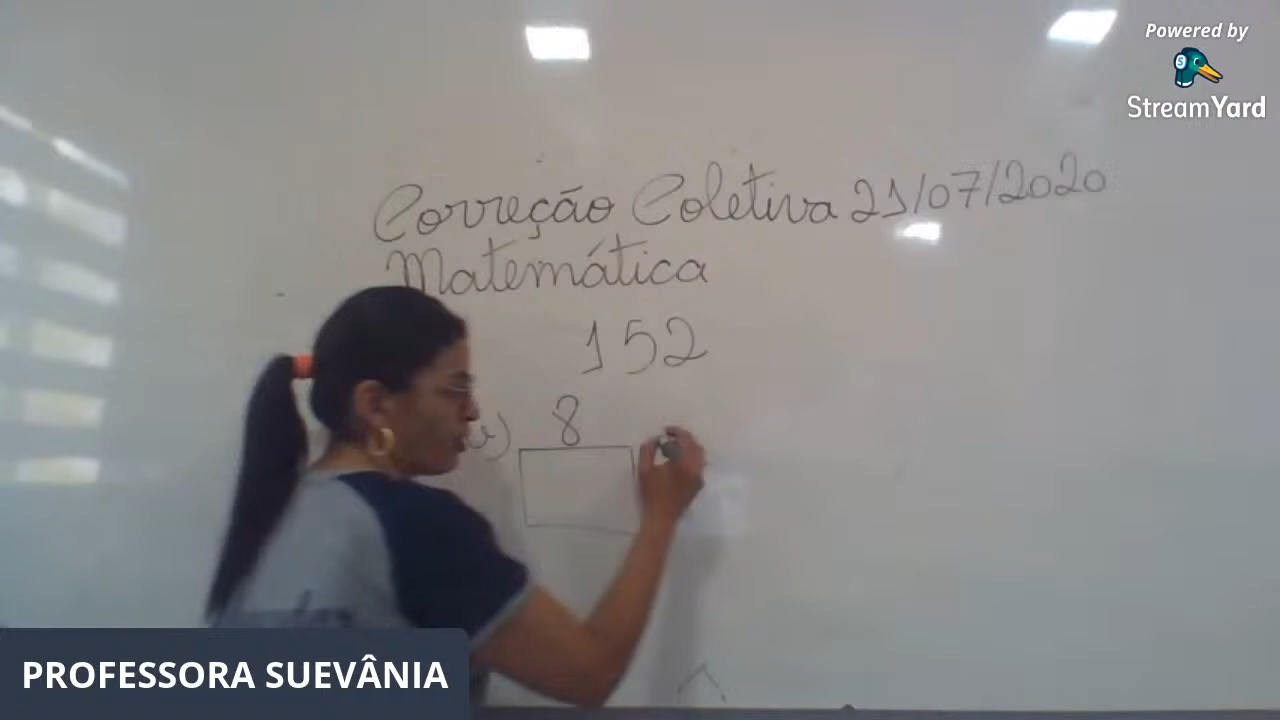 Powered by
StreamYard
Correção Coletiva 21/07/2020
Matemática
152
8
PROFESSORA SUEVÂNIA